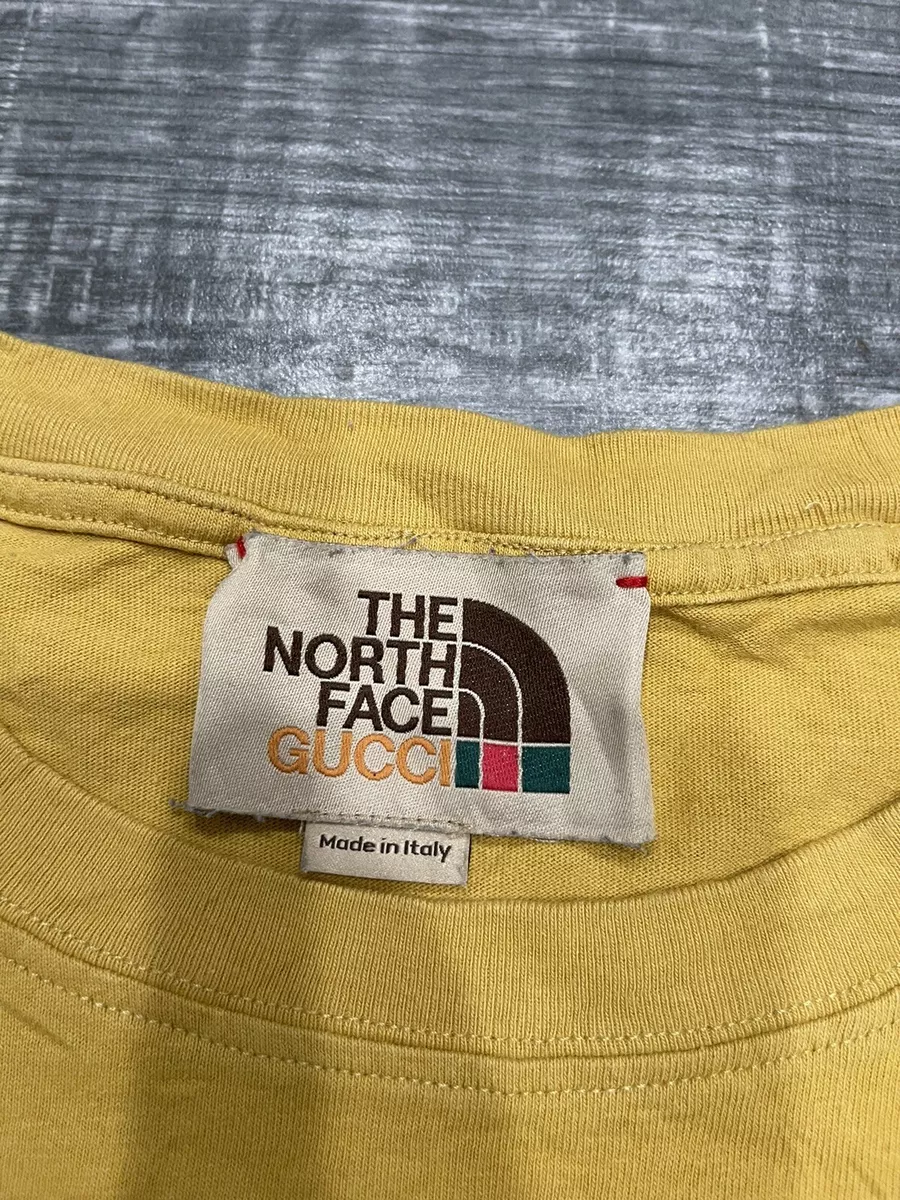 THE
NORTH
FACE
GUCCI
Made in Italy